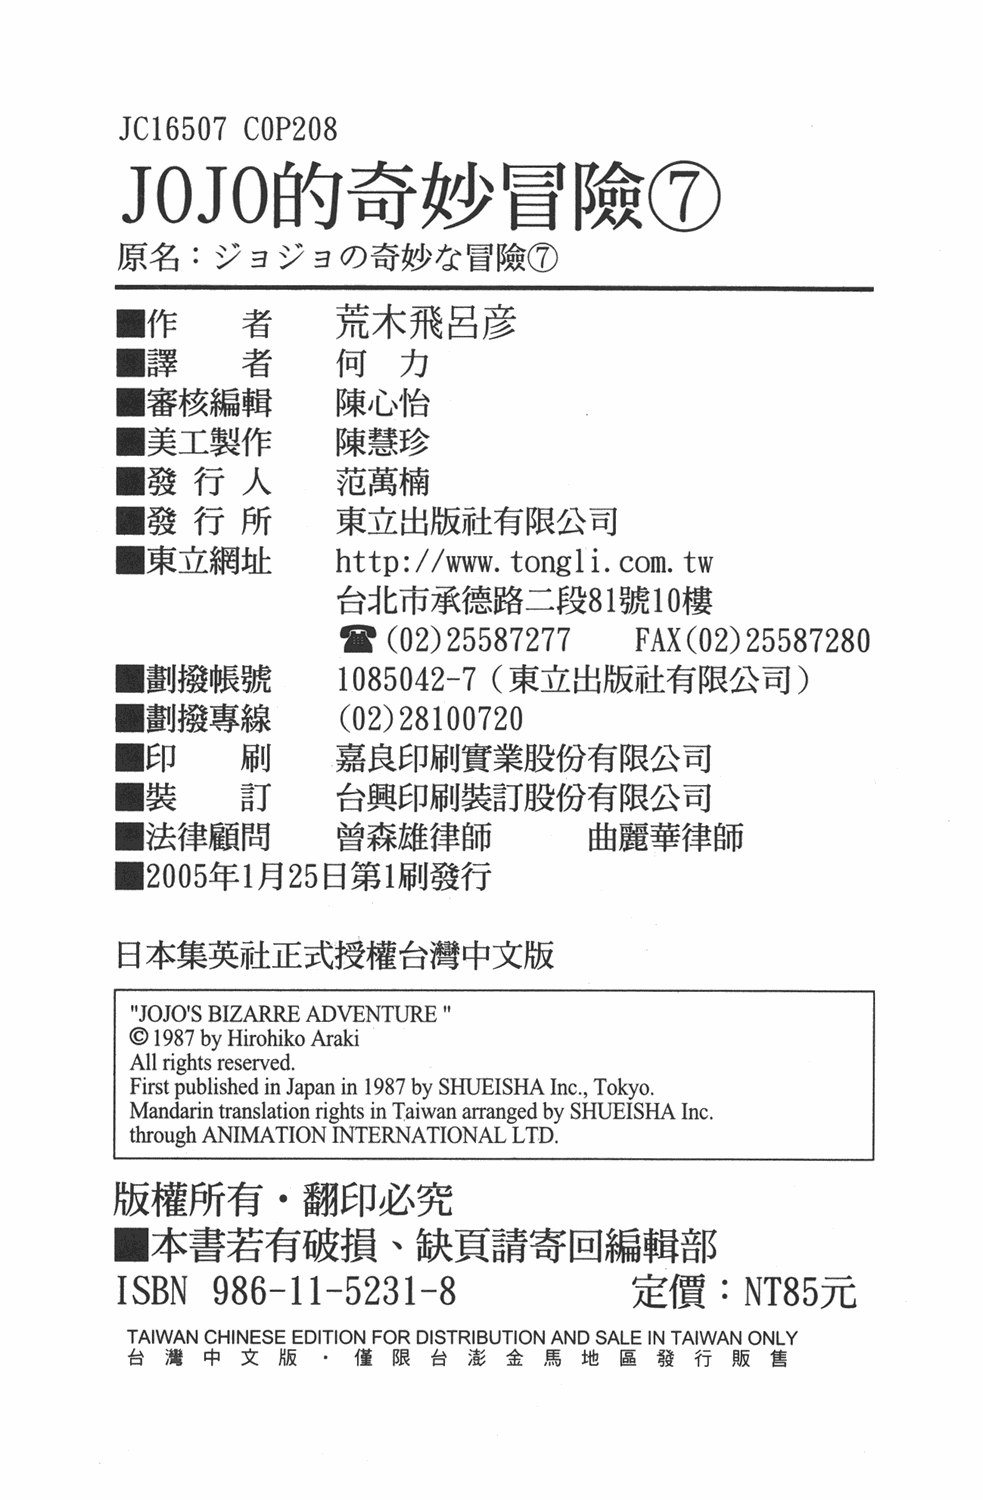 JC16507 COP208
JOJO的奇妙冒險⑦
原名：ジョジョの奇妙な冒險⑦
■作　　者　　荒木飛呂彦
■譯　　者　　何　力
■審核編輯　　陳心怡
■美工製作　　陳慧珍
■發 行 人　　范萬楠
■發 行 所　　東立出版社有限公司
■東立網址　　http://www.tongli.com.tw
台北市承德路二段81號10樓
☎(02)25587277　　FAX(02)25587280
■劃撥帳號　　1085042-7（東立出版社有限公司）
■劃撥專線　　(02)28100720
■印　　刷　　嘉良印刷實業股份有限公司
■裝　　訂　　台興印刷裝訂股份有限公司
■法律顧問　　曾森雄律師　　　曲麗華律師
■2005年1月25日第1刷發行
日本集英社正式授權台灣中文版
"JOJO'S BIZARRE ADVENTURE "
© 1987 by Hirohiko Araki
All rights reserved.
First published in Japan in 1987 by SHUEISHA Inc., Tokyo.
Mandarin translation rights in Taiwan arranged by SHUEISHA Inc.
through ANIMATION INTERNATIONAL LTD.
版權所有・翻印必究
■本書若有破損、缺頁請寄回編輯部
ISBN 986-11-5231-8　　　定價：NT85元
TAIWAN CHINESE EDITION FOR DISTRIBUTION AND SALE IN TAIWAN ONLY
台灣中文版・僅限台澎金馬地區發行販售